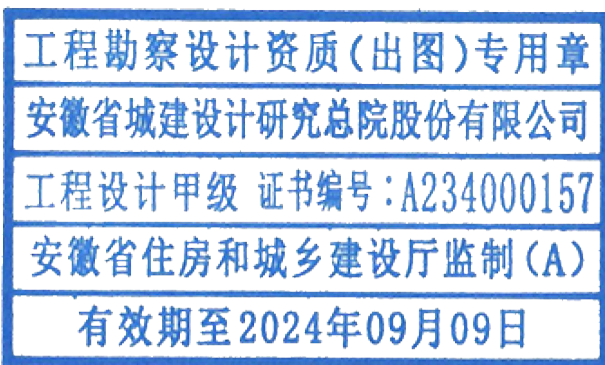 工程勘察设计资质(出图)专用章
安徽省城建设计研究总院股份有限公司
工程设计甲级 证书编号:A234000157
安徽省住房和城乡建设厅监制(A)
有效期至2024年09月09日